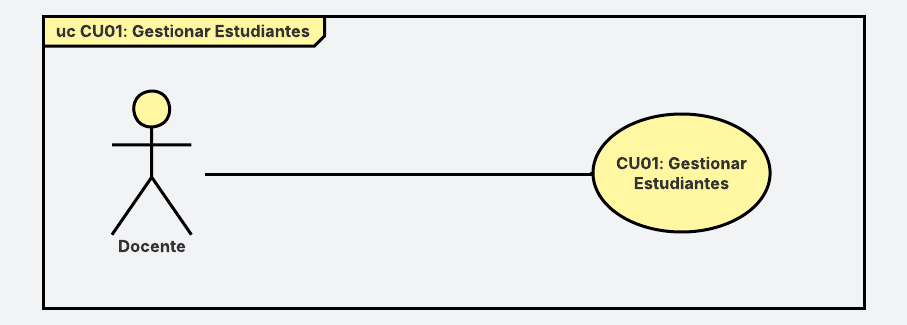 uc CU01: Gestionar Estudiantes
CU01: Gestionar
Estudiantes
Docente